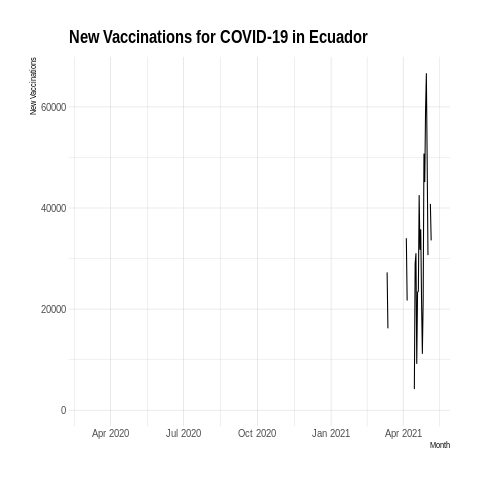 New Vaccinations for COVID-19 in Ecuador
New Vaccinations
60000
40000
20000
0
Apr 2020 Jul 2020 Oct 2020 Jan 2021 Apr 2021
Month